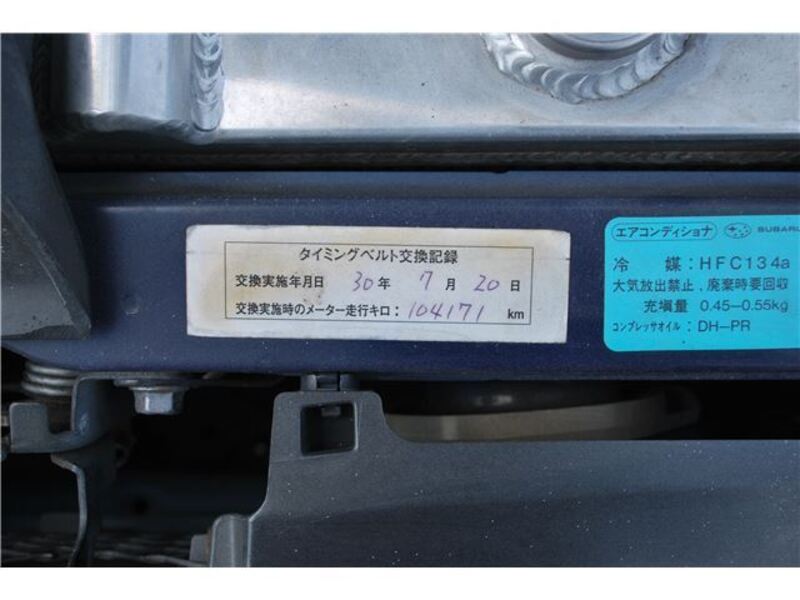 タイミングベルト交換記録
交換実施年月日 30年 7月 20日
交換実施時のメーター走行キロ：104171 km
エアコンディショナ SUBARU
冷 媒：HFC134a
大気放出禁止．廃棄時要回収
充填量 0.45−0.55kg
コンプレッサオイル：DH−PR